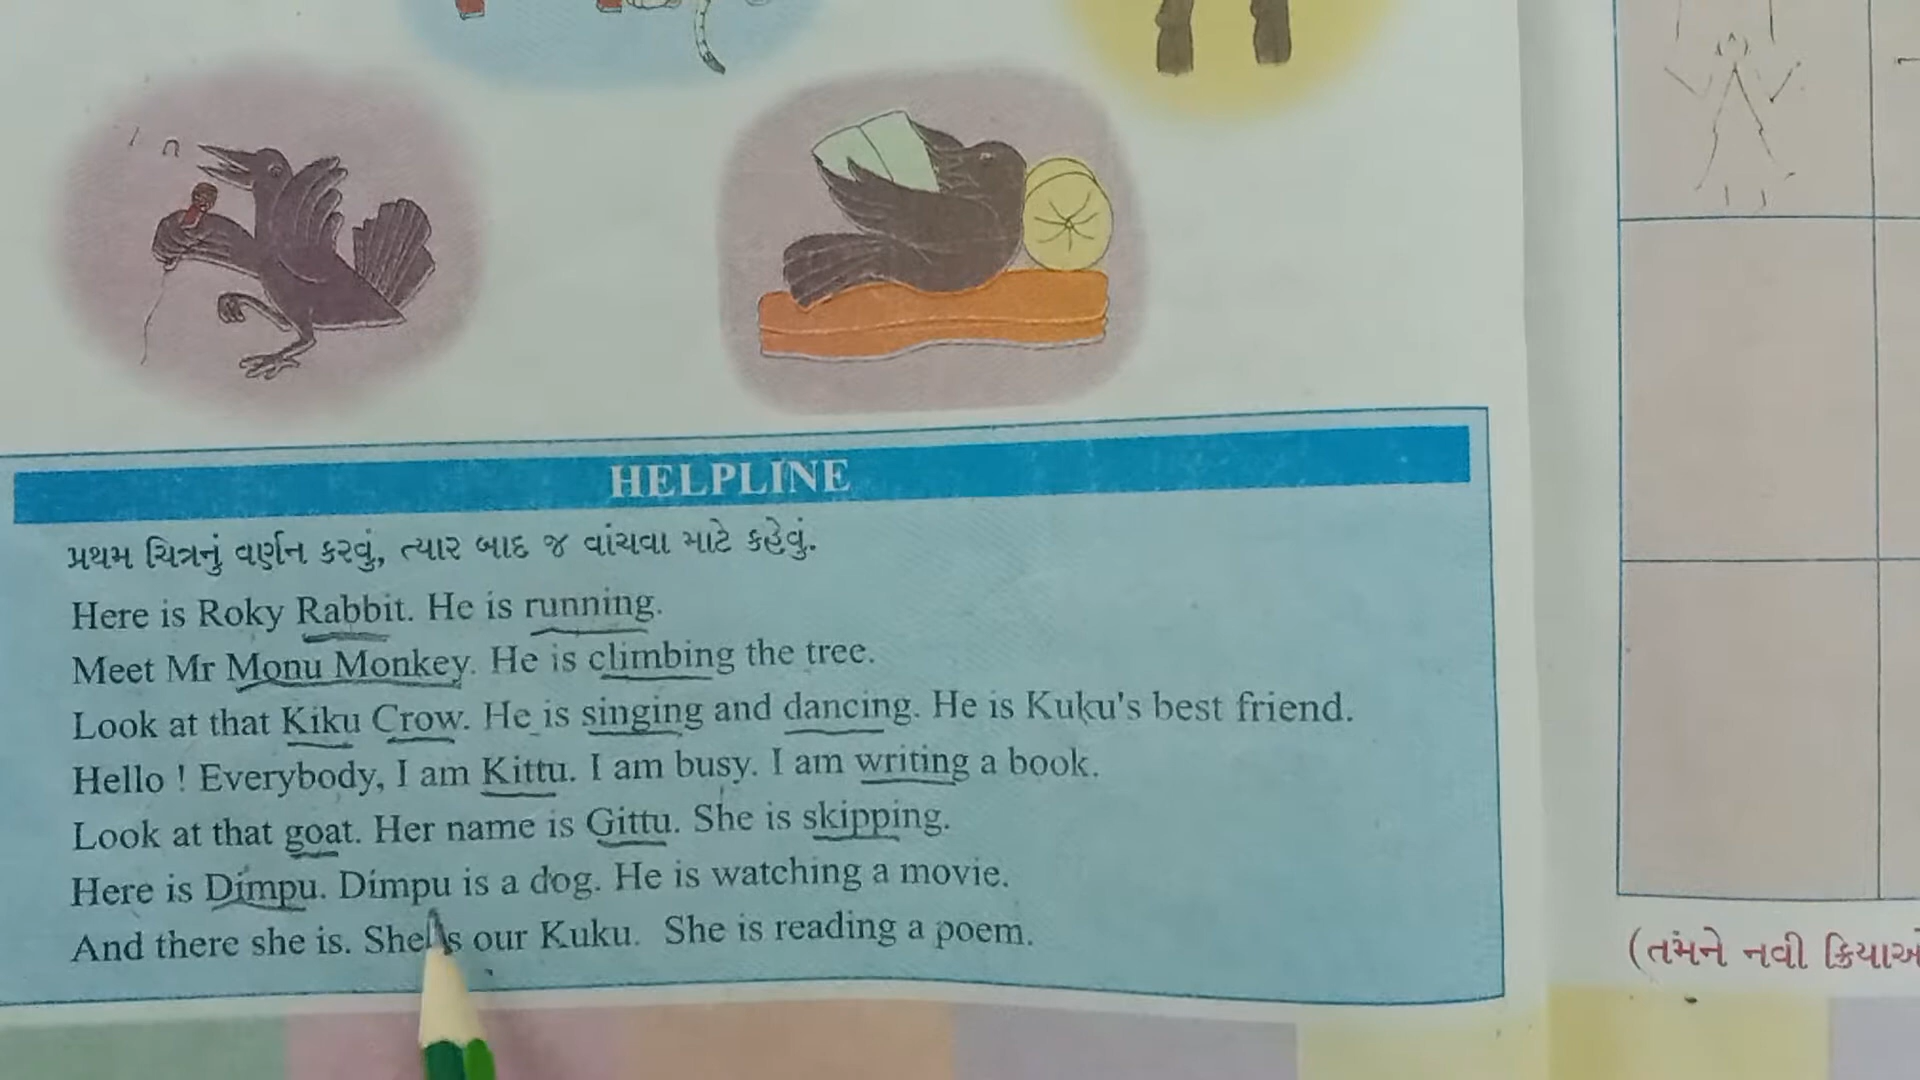 HELPLINE
પ્રથમ ચિત્રનું વર્ણન કરવું, ત્યાર બાદ જ વાંચવા માટે કહેવું.
Here is Roky Rabbit. He is running.
Meet Mr Monu Monkey. He is climbing the tree.
Look at that Kiku Crow. He is singing and dancing. He is Kuku's best friend.
Hello ! Everybody, I am Kittu. I am busy. I am writing a book.
Look at that goat. Her name is Gittu. She is skipping.
Here is Dimpu. Dimpu is a dog. He is watching a movie.
And there she is. She is our Kuku. She is reading a poem.
(તમને નવી ક્રિયાઓ